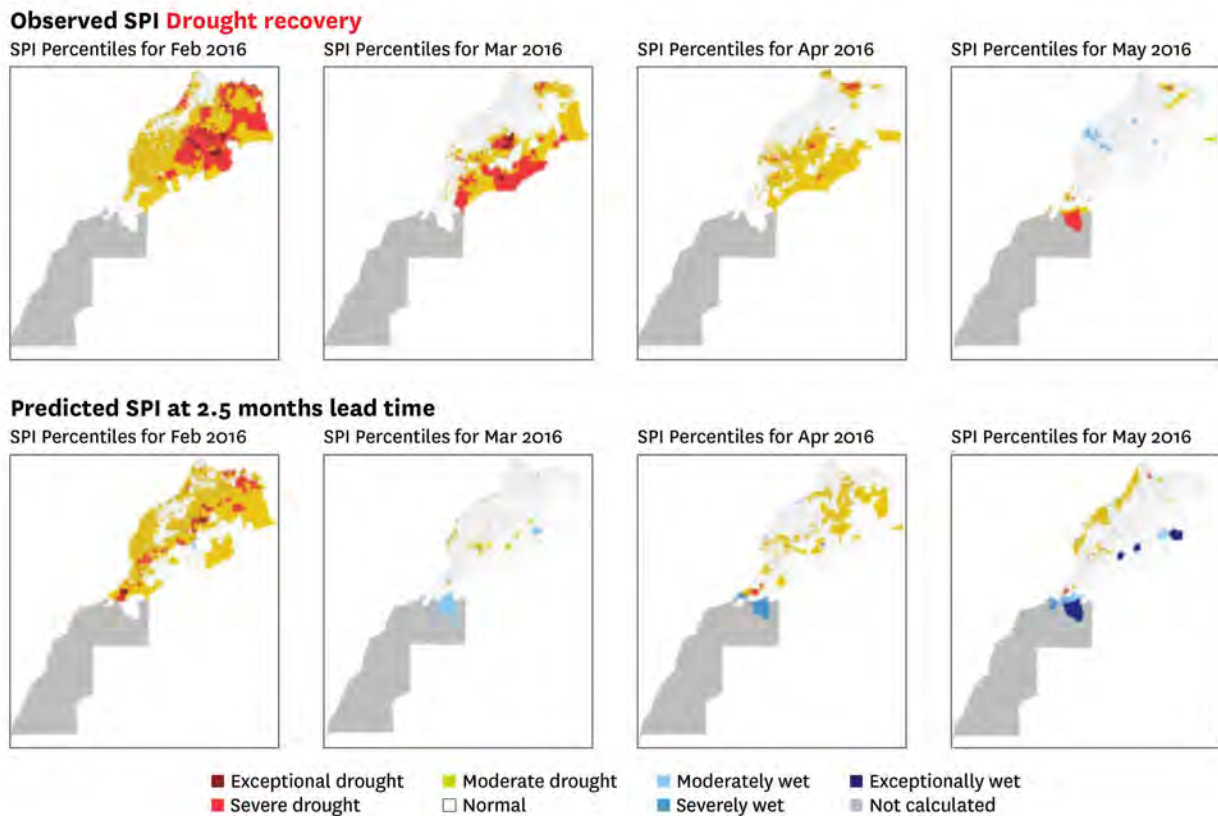 Observed SPI Drought recovery
SPI Percentiles for Feb 2016
SPI Percentiles for Mar 2016
SPI Percentiles for Apr 2016
SPI Percentiles for May 2016
Predicted SPI at 2.5 months lead time
SPI Percentiles for Feb 2016
SPI Percentiles for Mar 2016
SPI Percentiles for Apr 2016
SPI Percentiles for May 2016
Exceptional drought
Moderate drought
Moderately wet
Exceptionally wet
Severe drought
Normal
Severely wet
Not calculated